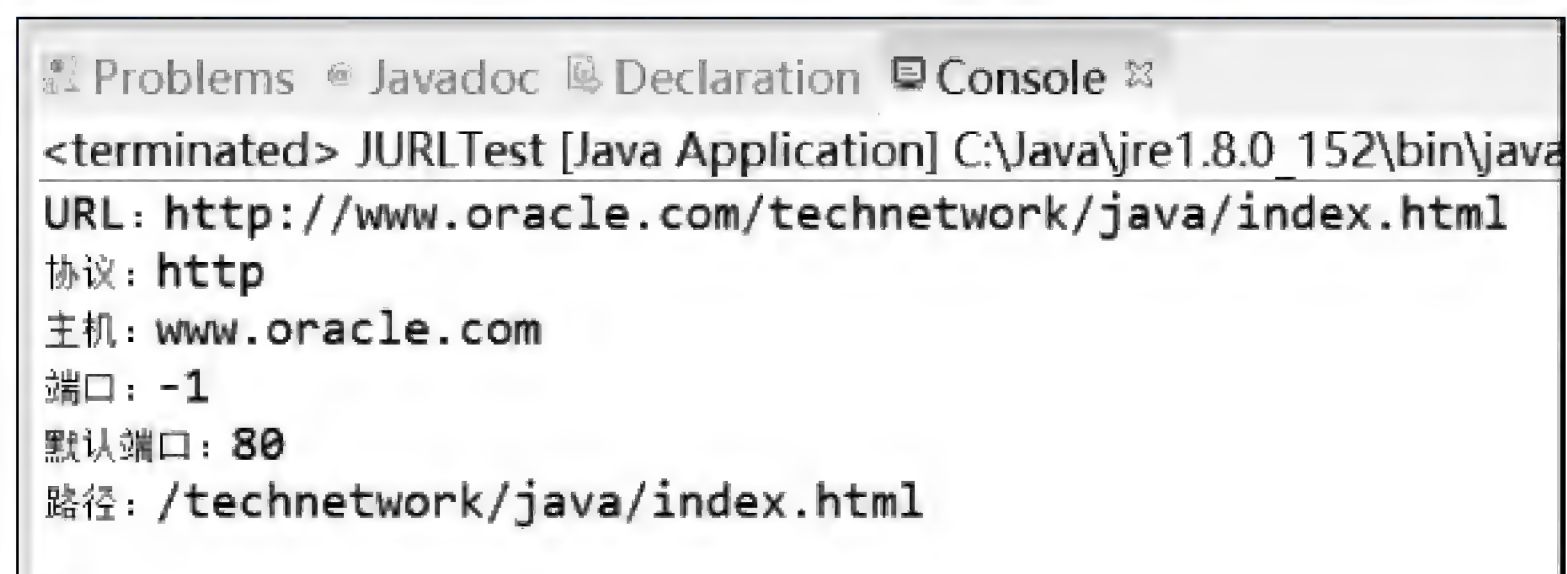 Problems @ Javadoc Declaration Console
<terminated> JURLTest [Java Application] C:\Java\jre1.8.0_152\bin\java
URL：http://www.oracle.com/technetwork/java/index.html
协议：http
主机：www.oracle.com
端口：-1
默认端口：80
路径：/technetwork/java/index.html